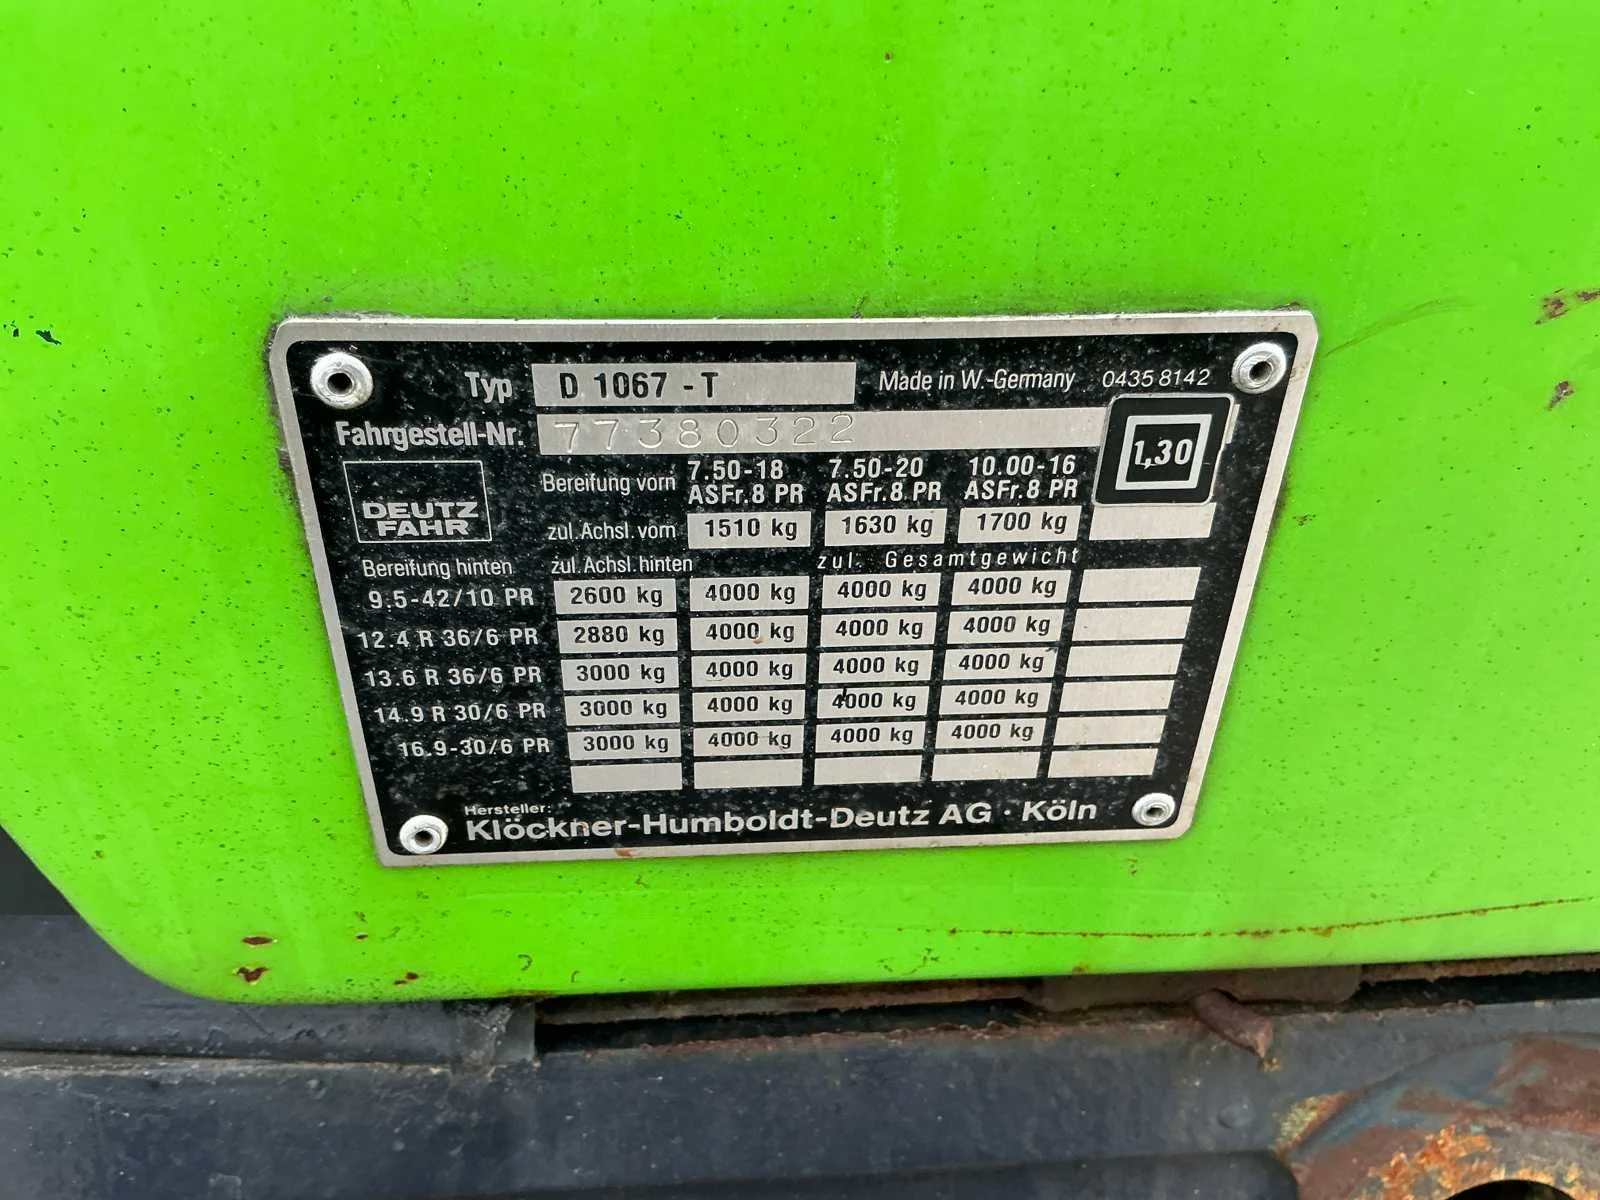 Typ D 1067 - T Made in W.-Germany 0435 8142
Fahrgestell-Nr. 77380322
1,30
DEUTZ
FAHR
Bereifung vorn 7.50-18 7.50-20 10.00-16
ASFr.8 PR ASFr.8 PR ASFr.8 PR
zul.Achsl.vorn 1510 kg 1630 kg 1700 kg
Bereifung hinten zul.Achsl.hinten zul. Gesamtgewicht
9.5-42/10 PR 2600 kg 4000 kg 4000 kg 4000 kg
12.4 R 36/6 PR 2880 kg 4000 kg 4000 kg 4000 kg
13.6 R 36/6 PR 3000 kg 4000 kg 4000 kg 4000 kg
14.9 R 30/6 PR 3000 kg 4000 kg 4000 kg 4000 kg
16.9-30/6 PR 3000 kg 4000 kg 4000 kg 4000 kg
Hersteller:
Klöckner-Humboldt-Deutz AG · Köln